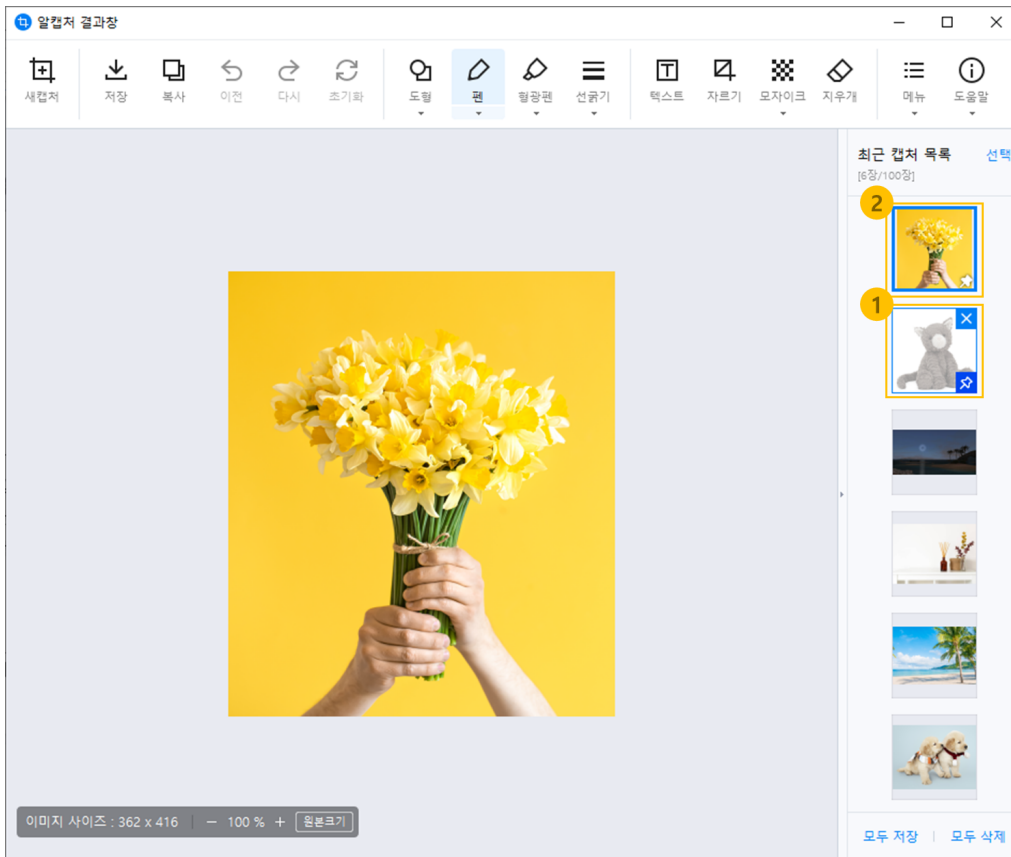 알캡처 결과창
새캡처 저장 복사 이전 다시 초기화 도형 펜 형광펜 선굵기 텍스트 자르기 모자이크 지우개 메뉴 도움말
최근 캡처 목록 선택
[6장/100장]
2
1
이미지 사이즈 : 362 x 416 100 % 원본크기
모두 저장 모두 삭제